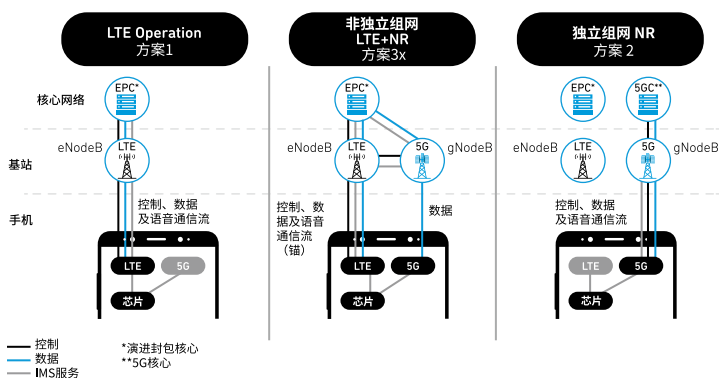 LTE Operation
方案1
非独立组网
LTE+NR
方案3x
独立组网 NR
方案 2
核心网络
EPC*
EPC*
EPC*
5GC**
基站
eNodeB
LTE
eNodeB
LTE
5G
gNodeB
eNodeB
LTE
5G
gNodeB
手机
控制、数据
及语音通信流
控制、数
据及语音
通信流
（锚）
数据
控制、数据
及语音通信流
LTE
5G
芯片
LTE
5G
芯片
LTE
5G
芯片
控制
数据
IMS服务
*演进封包核心
**5G核心